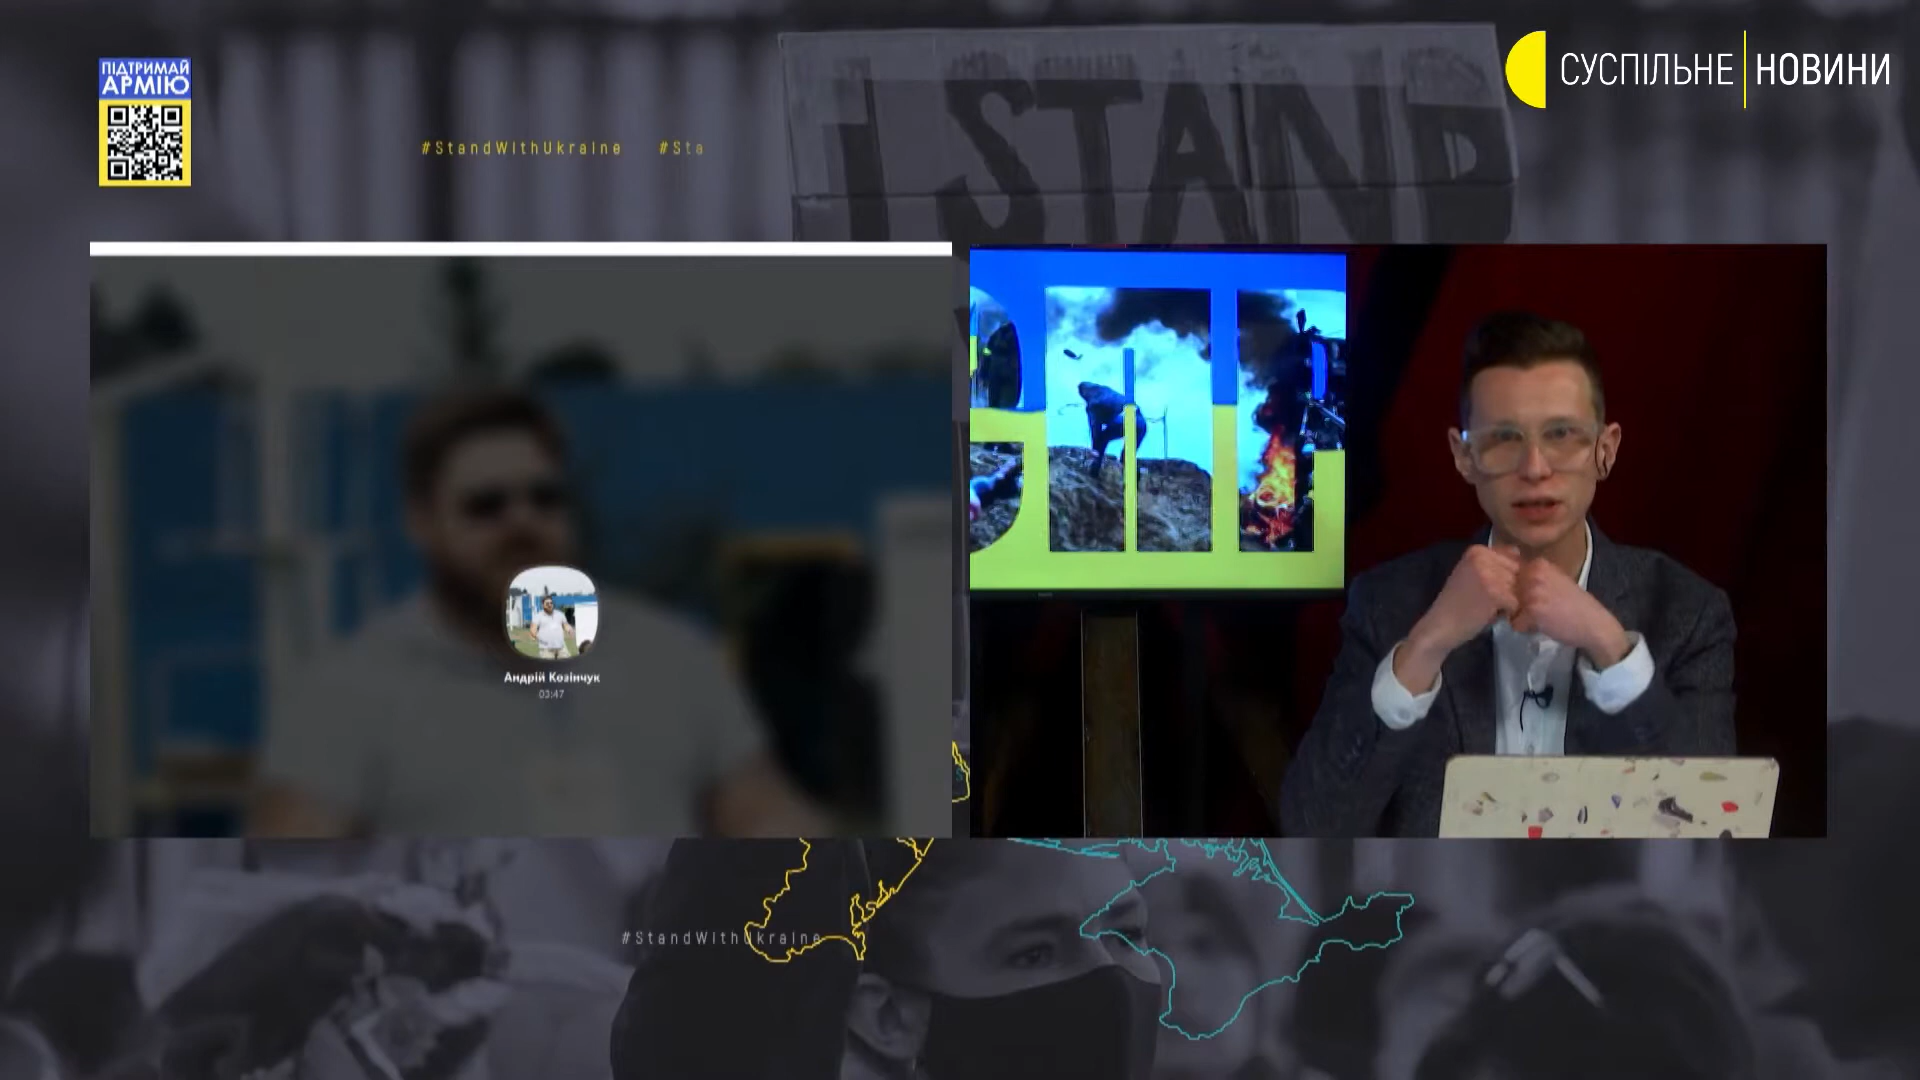 ПІДТРИМАЙ
АРМІЮ
СУСПІЛЬНЕ НОВИНИ
I STAND
#StandWithUkraine #Sta
Андрій Козінчук
03:47
#StandWithUkraine